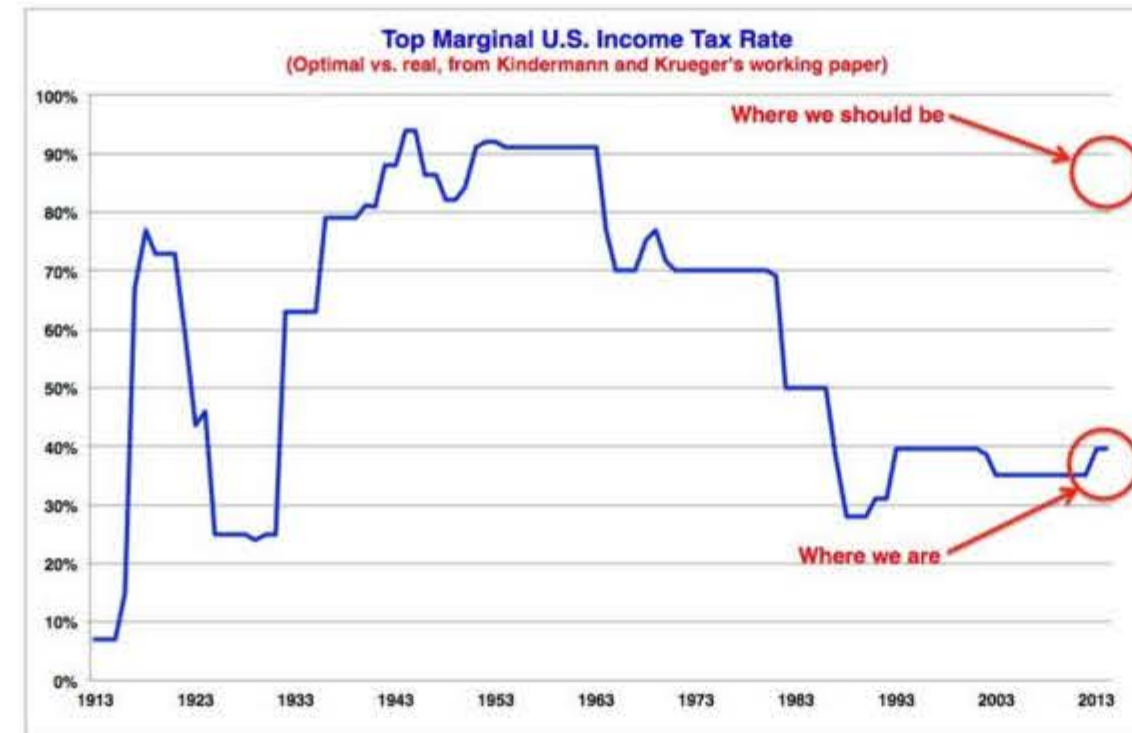 Top Marginal U.S. Income Tax Rate
(Optimal vs. real, from Kindermann and Krueger's working paper)
100%
Where we should be
90%
80%
70%
60%
50%
40%
30%
Where we are
20%
10%
0%
1913 1923 1933 1943 1953 1963 1973 1983 1993 2003 2013